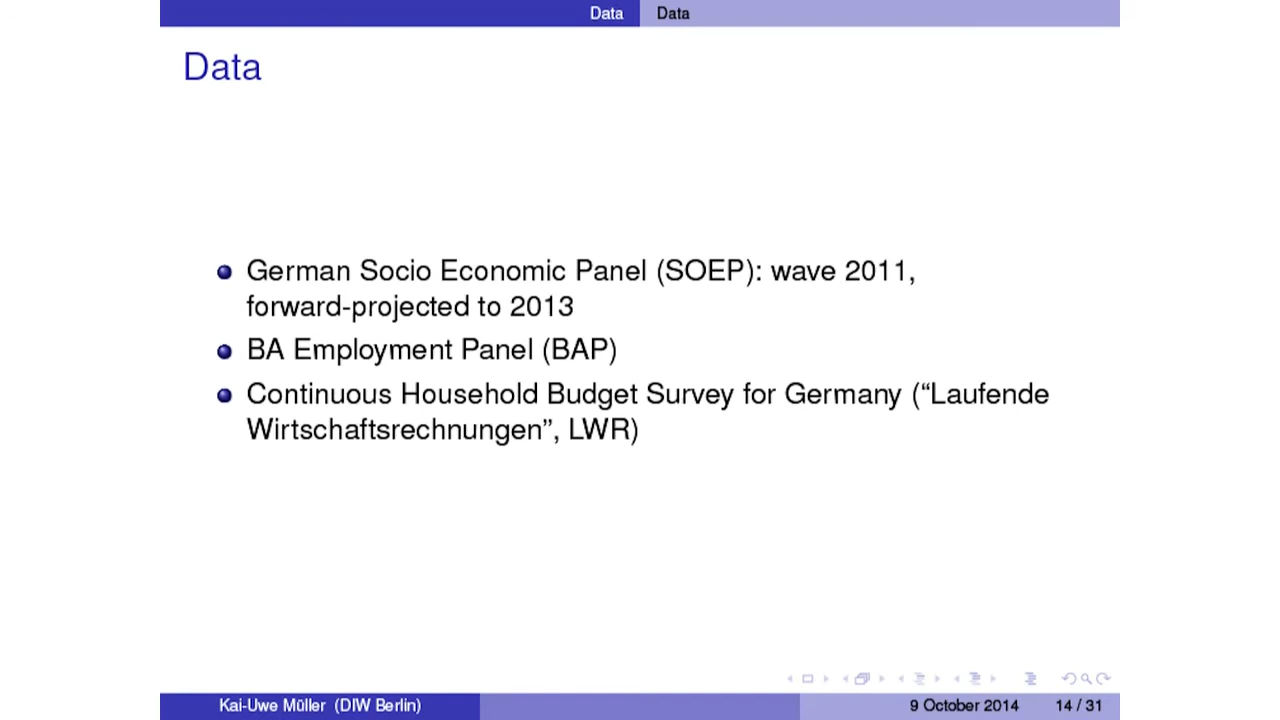 Data Data
Data
German Socio Economic Panel (SOEP): wave 2011,
forward-projected to 2013
BA Employment Panel (BAP)
Continuous Household Budget Survey for Germany (“Laufende
Wirtschaftsrechnungen”, LWR)
Kai-Uwe Müller (DIW Berlin) 9 October 2014 14 / 31